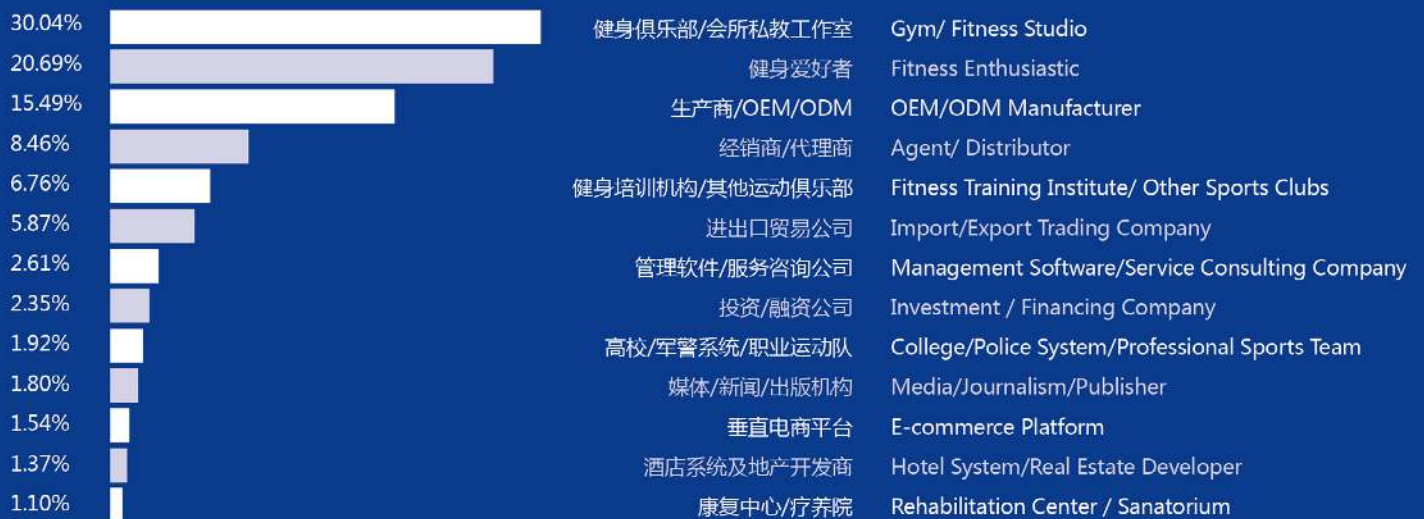 30.04% 健身俱乐部/会所私教工作室 Gym/ Fitness Studio
20.69% 健身爱好者 Fitness Enthusiastic
15.49% 生产商/OEM/ODM OEM/ODM Manufacturer
8.46% 经销商/代理商 Agent/ Distributor
6.76% 健身培训机构/其他运动俱乐部 Fitness Training Institute/ Other Sports Clubs
5.87% 进出口贸易公司 Import/Export Trading Company
2.61% 管理软件/服务咨询公司 Management Software/Service Consulting Company
2.35% 投资/融资公司 Investment / Financing Company
1.92% 高校/军警系统/职业运动队 College/Police System/Professional Sports Team
1.80% 媒体/新闻/出版机构 Media/Journalism/Publisher
1.54% 垂直电商平台 E-commerce Platform
1.37% 酒店系统及地产开发商 Hotel System/Real Estate Developer
1.10% 康复中心/疗养院 Rehabilitation Center / Sanatorium